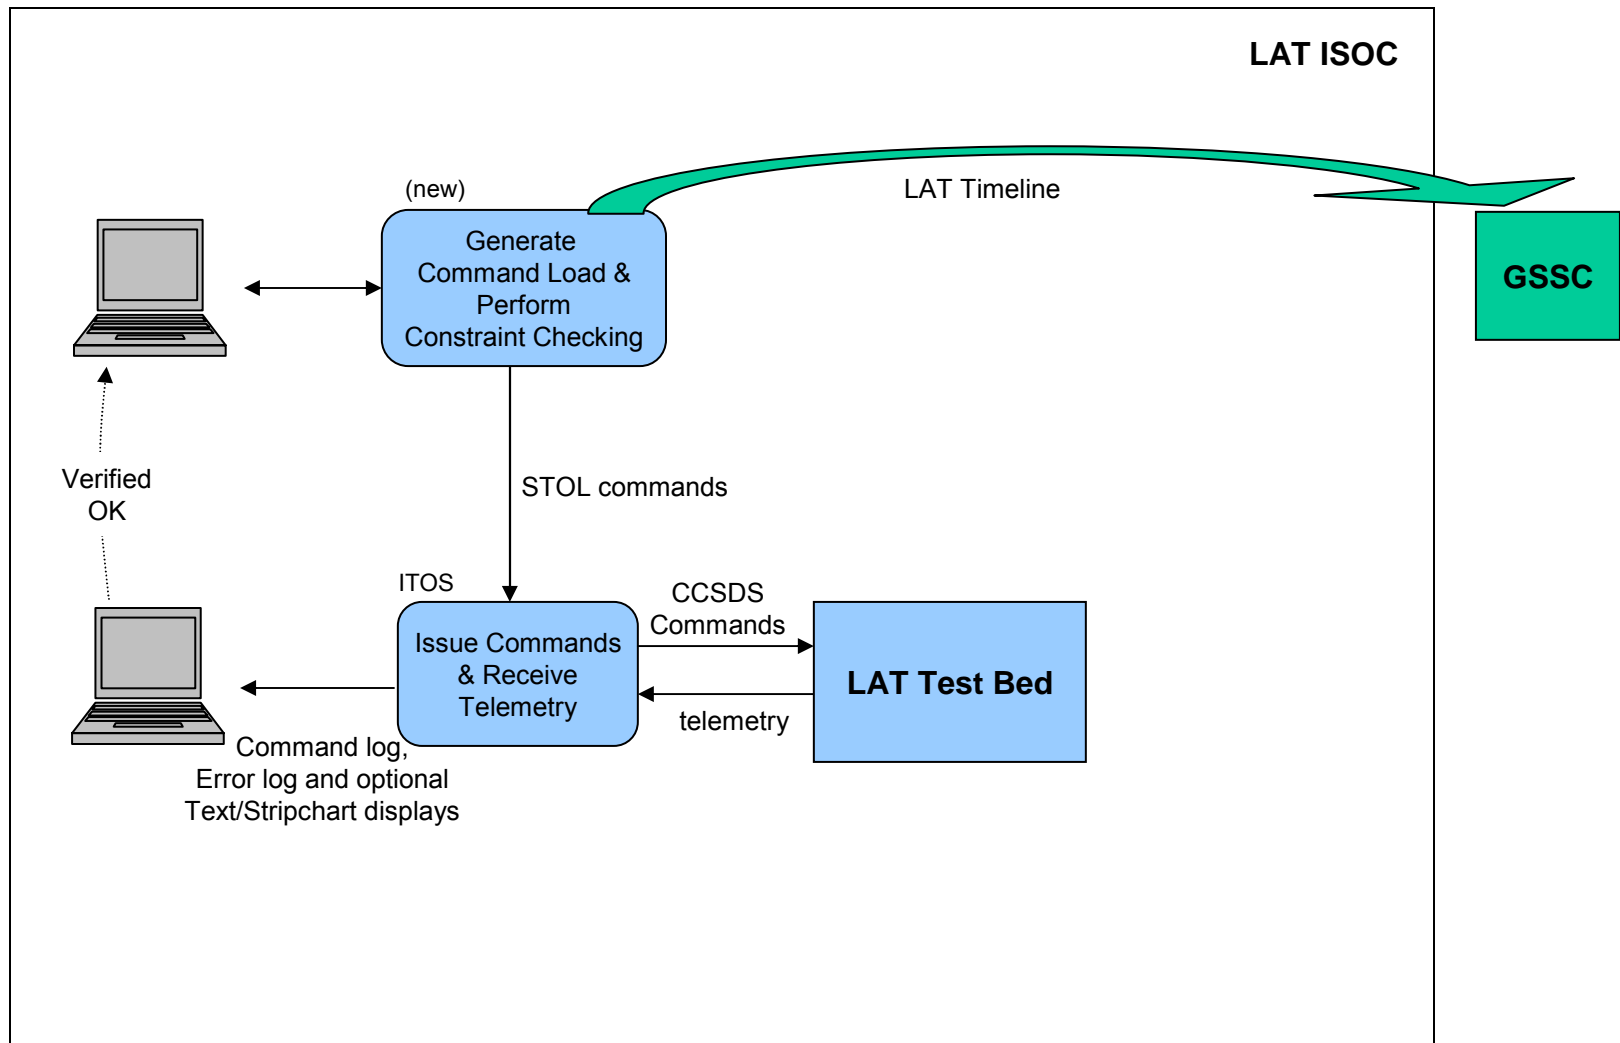 LAT ISOC
(new)
LAT Timeline
Generate
Command Load &
Perform
Constraint Checking
GSSC
Verified
OK
STOL commands
ITOS
CCSDS
Commands
Issue Commands
& Receive
Telemetry
LAT Test Bed
telemetry
Command log,
Error log and optional
Text/Stripchart displays